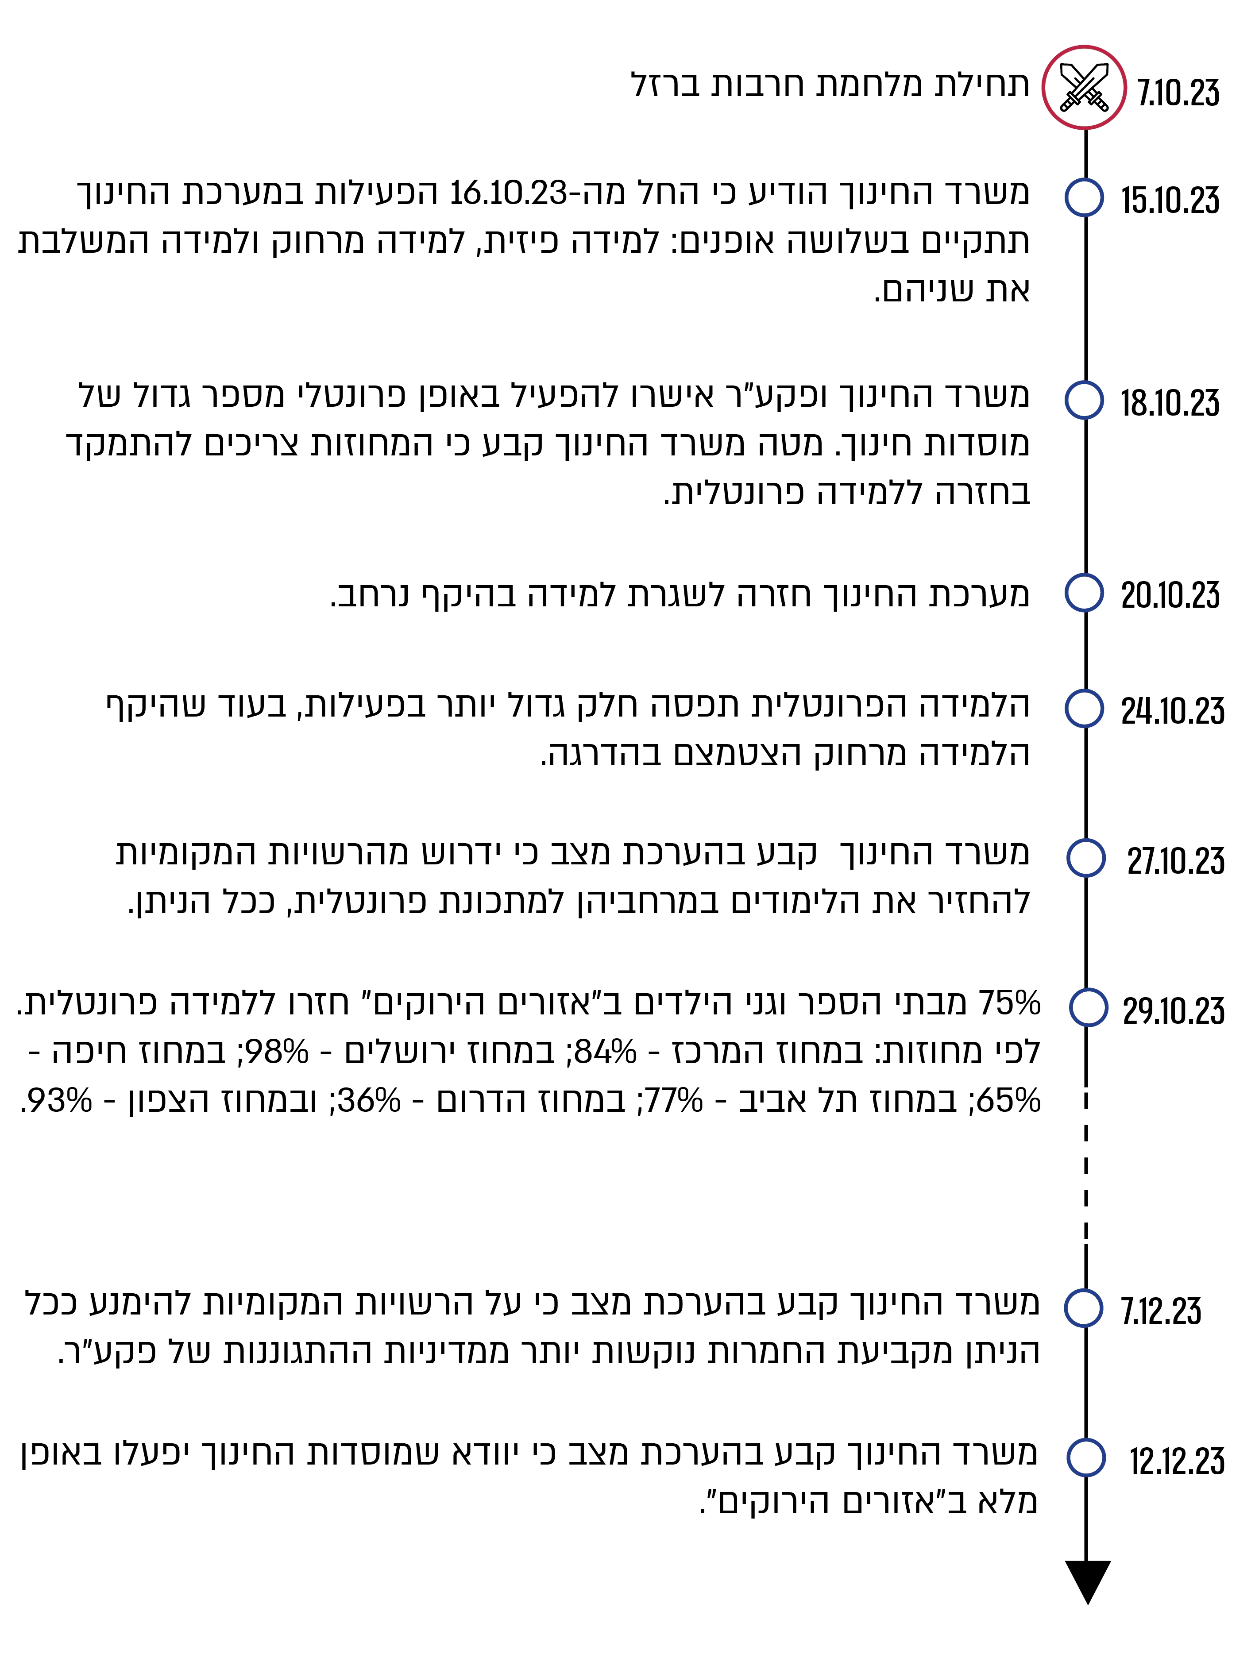 7.10.23 תחילת מלחמת חרבות ברזל
15.10.23 משרד החינוך הודיע כי החל מה-16.10.23 הפעילות במערכת החינוך
תתקיים בשלושה אופנים: למידה פיזית, למידה מרחוק ולמידה המשלבת
את שניהם.
18.10.23 משרד החינוך ופקע"ר אישרו להפעיל באופן פרונטלי מספר גדול של
מוסדות חינוך. מטה משרד החינוך קבע כי המחוזות צריכים להתמקד
בחזרה ללמידה פרונטלית.
20.10.23 מערכת החינוך חזרה לשגרת למידה בהיקף נרחב.
24.10.23 הלמידה הפרונטלית תפסה חלק גדול יותר בפעילות, בעוד שהיקף
הלמידה מרחוק הצטמצם בהדרגה.
27.10.23 משרד החינוך קבע בהערכת מצב כי ידרוש מהרשויות המקומיות
להחזיר את הלימודים במרחביהן למתכונת פרונטלית, ככל הניתן.
29.10.23 75% מבתי הספר וגני הילדים ב"אזורים הירוקים" חזרו ללמידה פרונטלית.
לפי מחוזות: במחוז המרכז - 84%; במחוז ירושלים - 98%; במחוז חיפה -
65%; במחוז תל אביב - 77%; במחוז הדרום - 36%; ובמחוז הצפון - 93%.
7.12.23 משרד החינוך קבע בהערכת מצב כי על הרשויות המקומיות להימנע ככל
הניתן מקביעת החמרות נוקשות יותר ממדיניות ההתגוננות של פקע"ר.
12.12.23 משרד החינוך קבע בהערכת מצב כי יוודא שמוסדות החינוך יפעלו באופן
מלא ב"אזורים הירוקים".